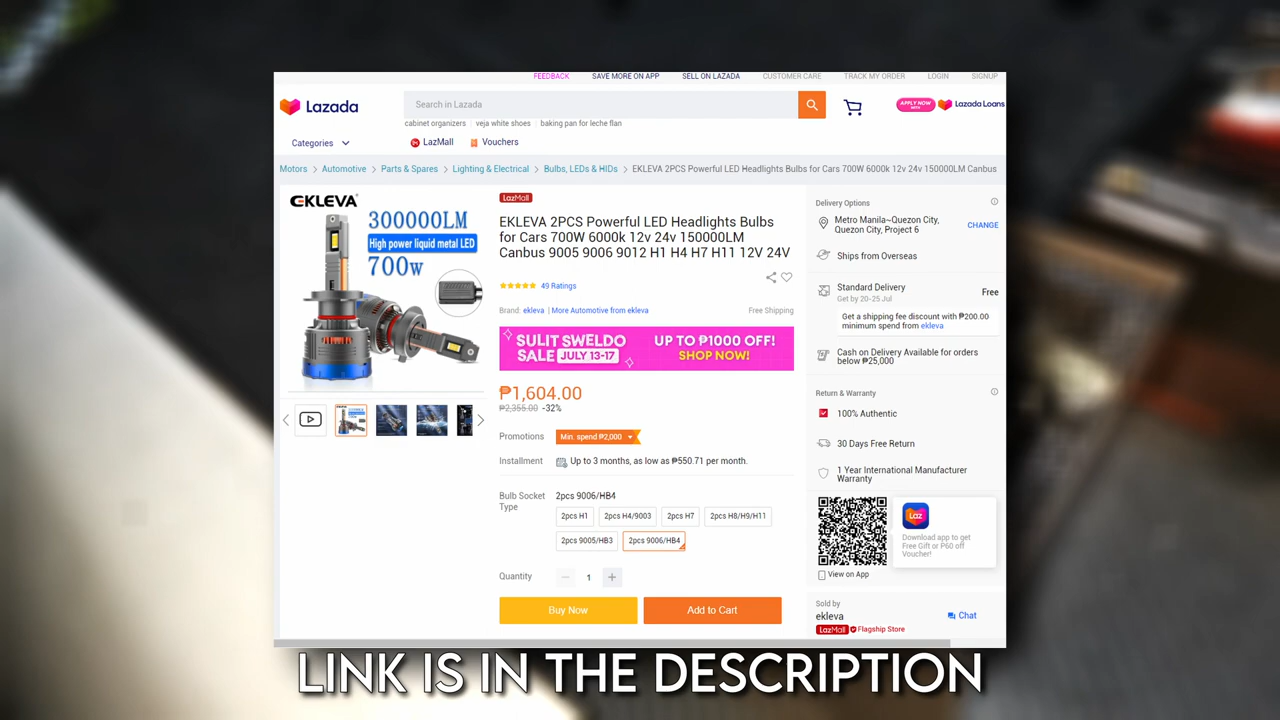 FEEDBACK SAVE MORE ON APP SELL ON LAZADA CUSTOMER CARE TRACK MY ORDER LOGIN SIGNUP
Lazada
Search in Lazada
APPLY NOW
Lazada Loans
cabinet organizers | veja white shoes | baking pan for leche flan
Categories
LazMall
Vouchers
Motors > Automotive > Parts & Spares > Lighting & Electrical > Bulbs, LEDs & HIDs > EKLEVA 2PCS Powerful LED Headlights Bulbs for Cars 700W 6000k 12v 24v 150000LM Canbus
EKLEVA
300000LM
High power liquid metal LED
700w
LazMall
EKLEVA 2PCS Powerful LED Headlights Bulbs
for Cars 700W 6000k 12v 24v 150000LM
Canbus 9005 9006 9012 H1 H4 H7 H11 12V 24V
49 Ratings
Brand: ekleva | More Automotive from ekleva
Free Shipping
SULIT SWELDO
SALE JULY 13-17
UP TO ₱1000 OFF!
SHOP NOW!
₱1,604.00
₱2,355.00 -32%
Promotions
Min. spend ₱2,000
Installment
Up to 3 months, as low as ₱550.71 per month.
Bulb Socket
Type
2pcs 9006/HB4
2pcs H1
2pcs H4/9003
2pcs H7
2pcs H8/H9/H11
2pcs 9005/HB3
2pcs 9006/HB4
Quantity
− 1 +
Buy Now
Add to Cart
Delivery Options
Metro Manila~Quezon City,
Quezon City, Project 6
CHANGE
Ships from Overseas
Standard Delivery
Free
Get by 20-25 Jul
Get a shipping fee discount with ₱200.00
minimum spend from ekleva
Cash on Delivery Available for orders
below ₱25,000
Return & Warranty
100% Authentic
30 Days Free Return
1 Year International Manufacturer
Warranty
Laz
Download app to get
Free Gift or P60 off
Voucher!
View on App
Sold by
ekleva
Chat
LazMall Flagship Store
LINK IS IN THE DESCRIPTION